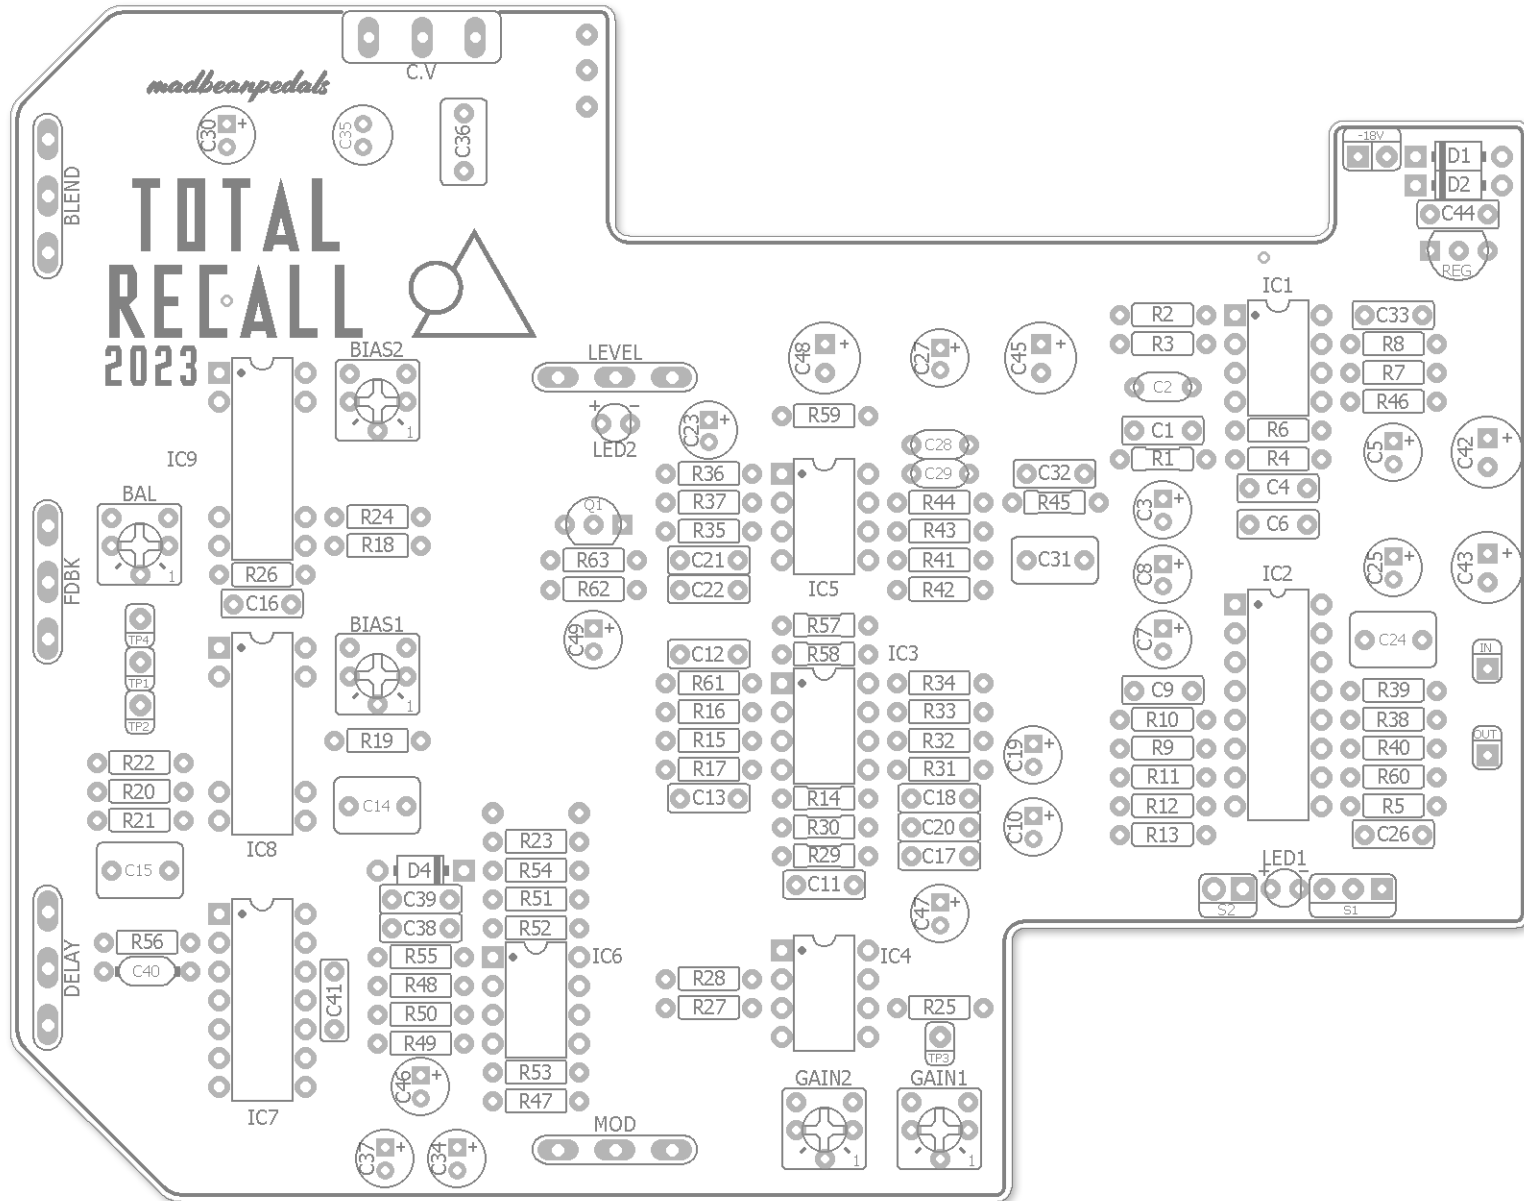 C.V
madbeanpedals
C30 +
C35
C36
BLEND
TOTAL
RECALL
2023
-18V
D1
D2
C44
REG
IC1
R2
R3
C2
C1
R1
C33
R8
R7
R46
R6
R4
C4
C6
C5 +
C42 +
C3 +
C8 +
C7 +
C25 +
C43 +
IC2
C24
IN
OUT
C9
R10
R9
R11
R12
R13
R39
R38
R40
R60
R5
C26
LED1
+ -
S2
S1
BIAS2
1
LEVEL
+ -
LED2
C48 +
C27 +
C45 +
R59
C23 +
C28
C29
C32
R45
R36
R37
R35
C21
C22
R44
R43
R41
R42
C31
IC5
IC9
BAL
1
R24
R18
R26
C16
Q1
R63
R62
C49 +
FDBK
TP4
TP1
TP2
BIAS1
1
R19
C14
R22
R20
R21
IC8
C15
R57
R58
IC3
C12
R61
R16
R15
R17
C13
R34
R33
R32
R31
C18
C20
C17
C19 +
C10 +
R14
R30
R29
C11
C47 +
R23
R54
R51
R52
D4
C39
C38
R55
R48
R50
R49
IC6
R53
R47
C46 +
C37 +
C34 +
DELAY
R56
C40
C41
IC7
R28
R27
IC4
R25
TP3
GAIN2
1
GAIN1
1
MOD